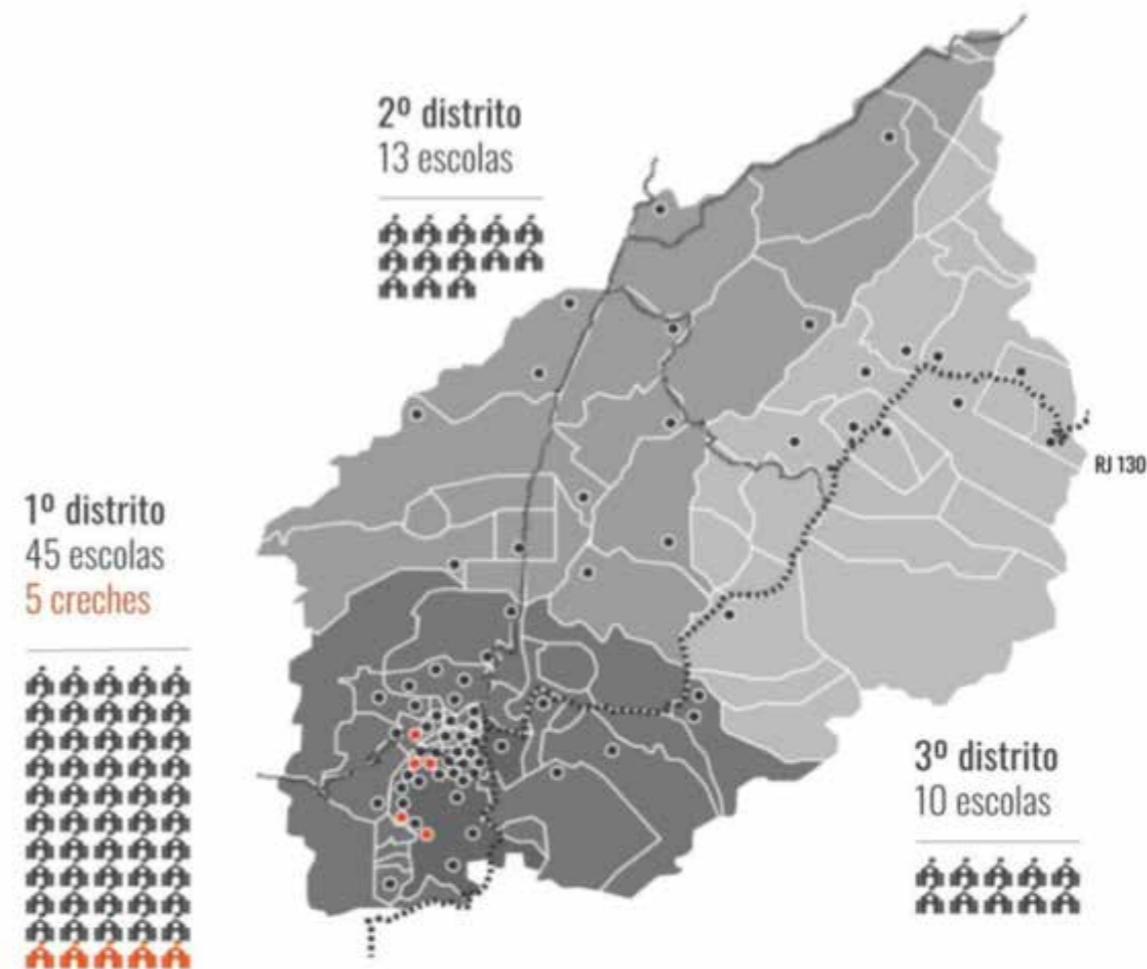 2º distrito
13 escolas
RJ 130
1º distrito
45 escolas
5 creches
3º distrito
10 escolas